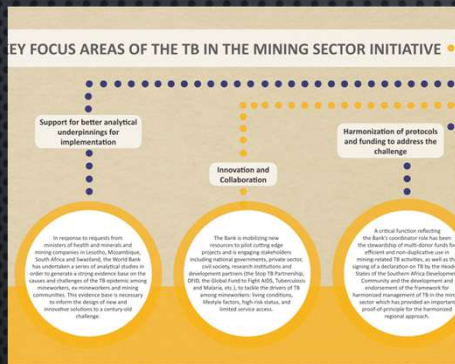 EY FOCUS AREAS OF THE TB IN THE MINING SECTOR INITIATIVE
Support for better analytical
underpinnings for
implementation
Innovation and
Collaboration
Harmonization of protocols
and funding to address the
challenge
In response to requests from
ministers of health and minerals and
mining companies in Lesotho, Mozambique,
South Africa and Swaziland, the World Bank
has undertaken a series of analytical studies in
order to generate a strong evidence base on the
causes and challenges of the TB epidemic among
mineworkers, ex-mineworkers and mining
communities. This evidence base is necessary
to inform the design of new and
innovative solutions to a century-old
challenge.
The Bank is mobilizing new
resources to pilot cutting edge
projects and is engaging stakeholders
including national governments, private sector,
civil society, research institutions and
development partners (the Stop TB Partnership,
DFID, the Global Fund to Fight AIDS, Tuberculosis
and Malaria, etc.), to tackle the drivers of TB
among mineworkers: living conditions,
lifestyle factors, high-risk status, and
limited service access.
A critical function reflecting
the Bank's coordinator role has been
the stewardship of multi-donor funds fo
efficient and non-duplicative use in
mining-related TB activities, as well as th
signing of a declaration on TB by the Heads
States of the Southern Africa Developmen
Community and the development and
endorsement of the framework for
harmonized management of TB in the mini
sector which has provided an important
proof-of-principle for the harmonized
regional approach.